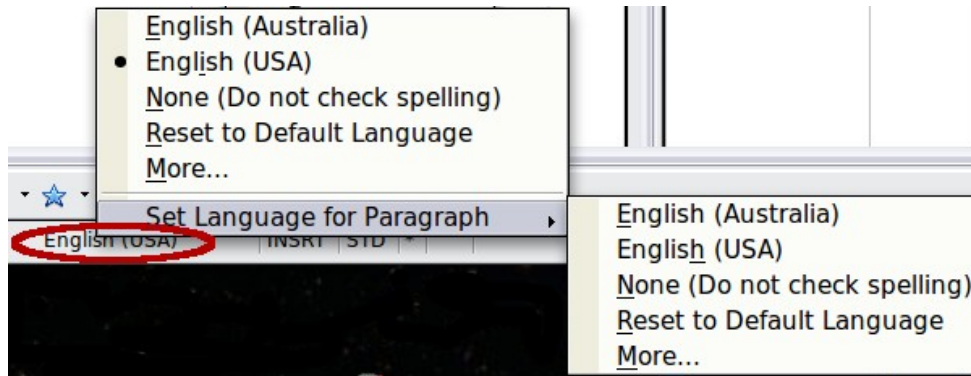 English (Australia)
English (USA)
None (Do not check spelling)
Reset to Default Language
More...
Set Language for Paragraph
English (USA) INSRT STD *
English (Australia)
English (USA)
None (Do not check spelling)
Reset to Default Language
More...